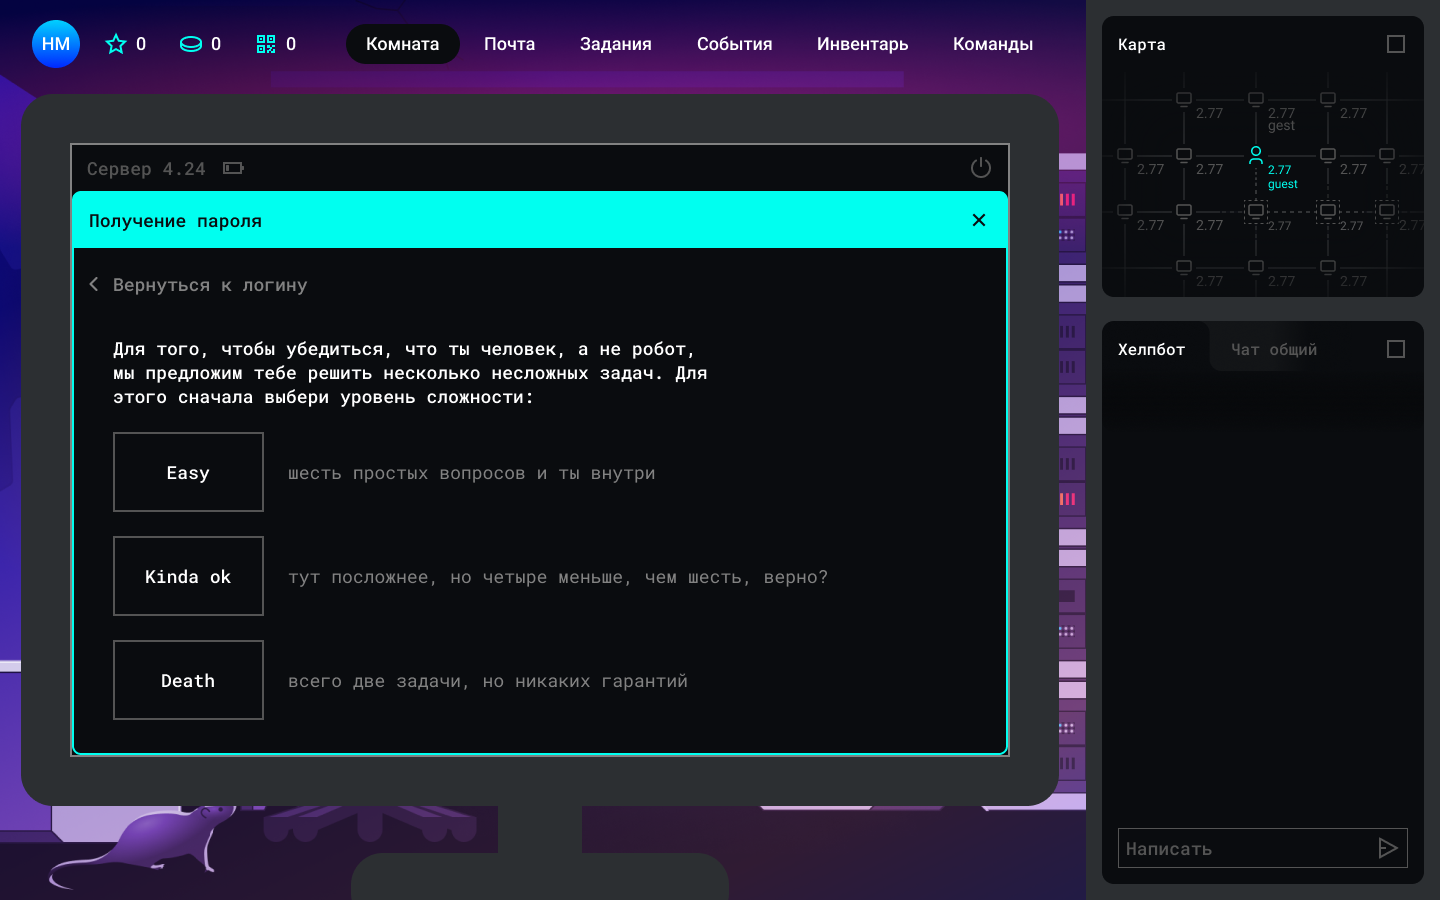 НМ
0
0
0
Комната
Почта
Задания
События
Инвентарь
Команды
Сервер 4.24
Получение пароля
Вернуться к логину
Для того, чтобы убедиться, что ты человек, а не робот,
мы предложим тебе решить несколько несложных задач. Для
этого сначала выбери уровень сложности:
Easy
шесть простых вопросов и ты внутри
Kinda ok
тут посложнее, но четыре меньше, чем шесть, верно?
Death
всего две задачи, но никаких гарантий
Карта
2.77
2.77
2.77
gest
2.77
2.77
2.77
2.77
2.77
guest
2.77
2.77
2.77
2.77
2.77
2.77
2.77
2.77
Хелпбот
Чат общий
Написать